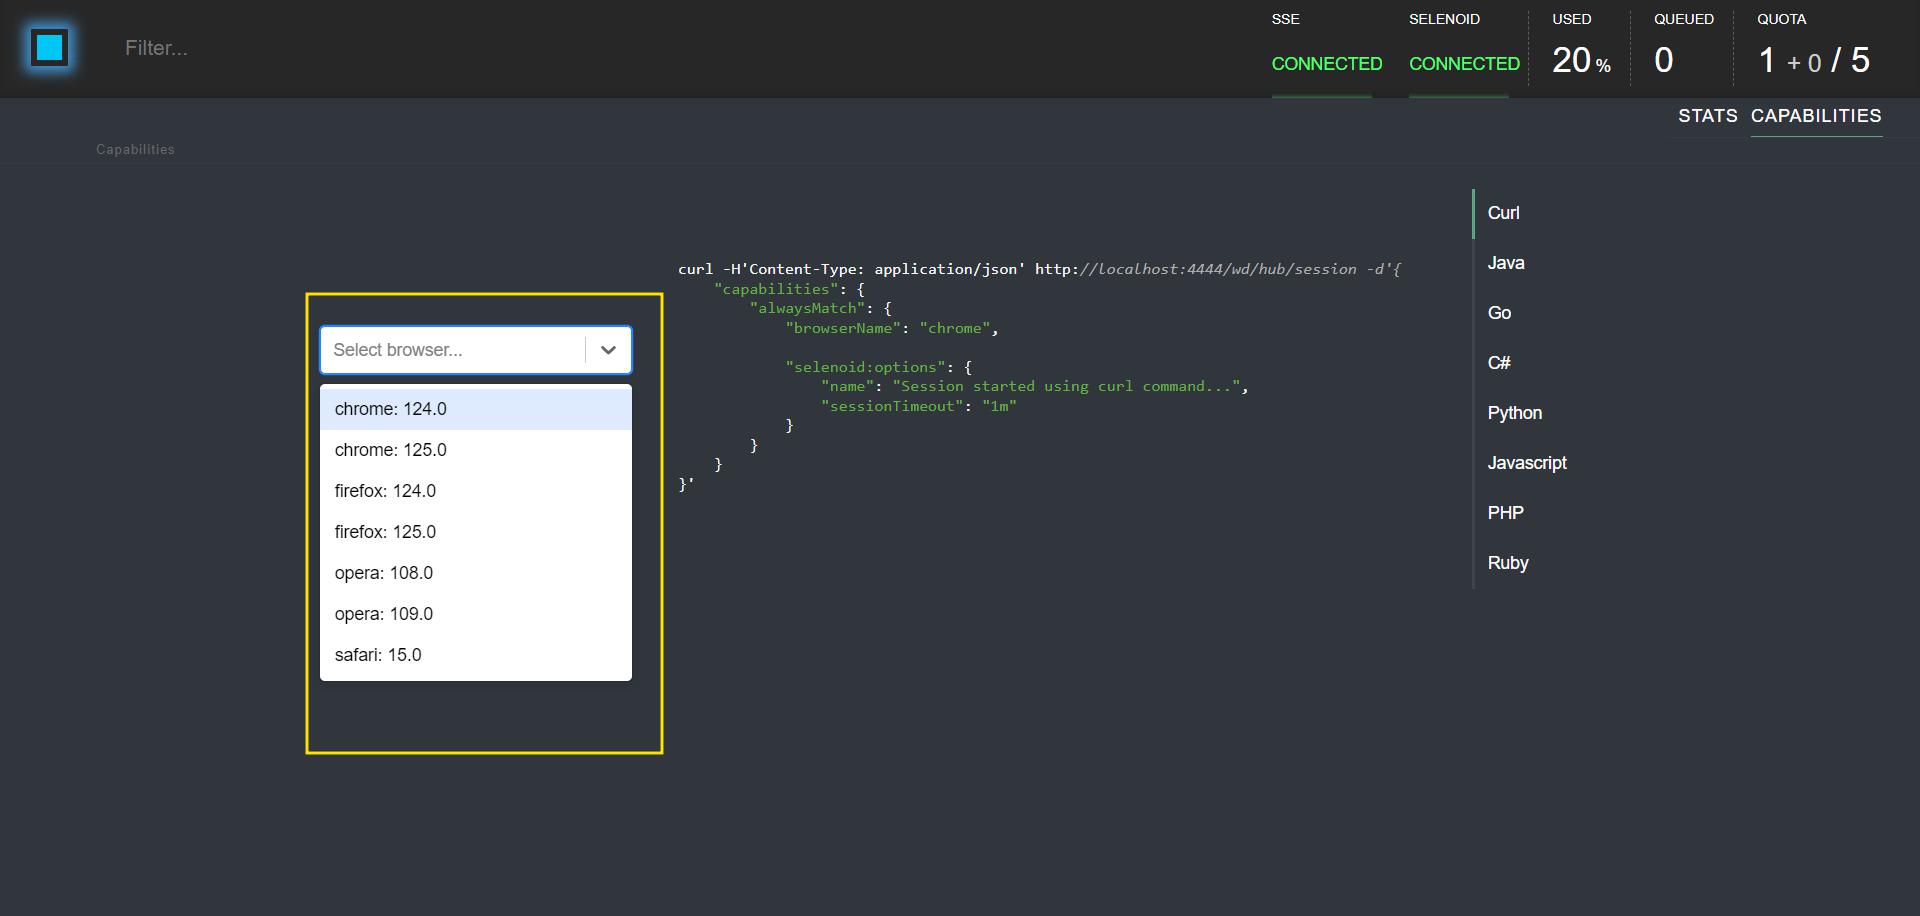 Filter...
SSE
CONNECTED
SELENOID
CONNECTED
USED
20 %
QUEUED
0
QUOTA
1 + 0 / 5
STATS CAPABILITIES
Capabilities
Select browser...
chrome: 124.0
chrome: 125.0
firefox: 124.0
firefox: 125.0
opera: 108.0
opera: 109.0
safari: 15.0
curl -H'Content-Type: application/json' http://localhost:4444/wd/hub/session -d'{
    "capabilities": {
        "alwaysMatch": {
            "browserName": "chrome",
            "selenoid:options": {
                "name": "Session started using curl command...",
                "sessionTimeout": "1m"
            }
        }
    }
}'
Curl
Java
Go
C#
Python
Javascript
PHP
Ruby